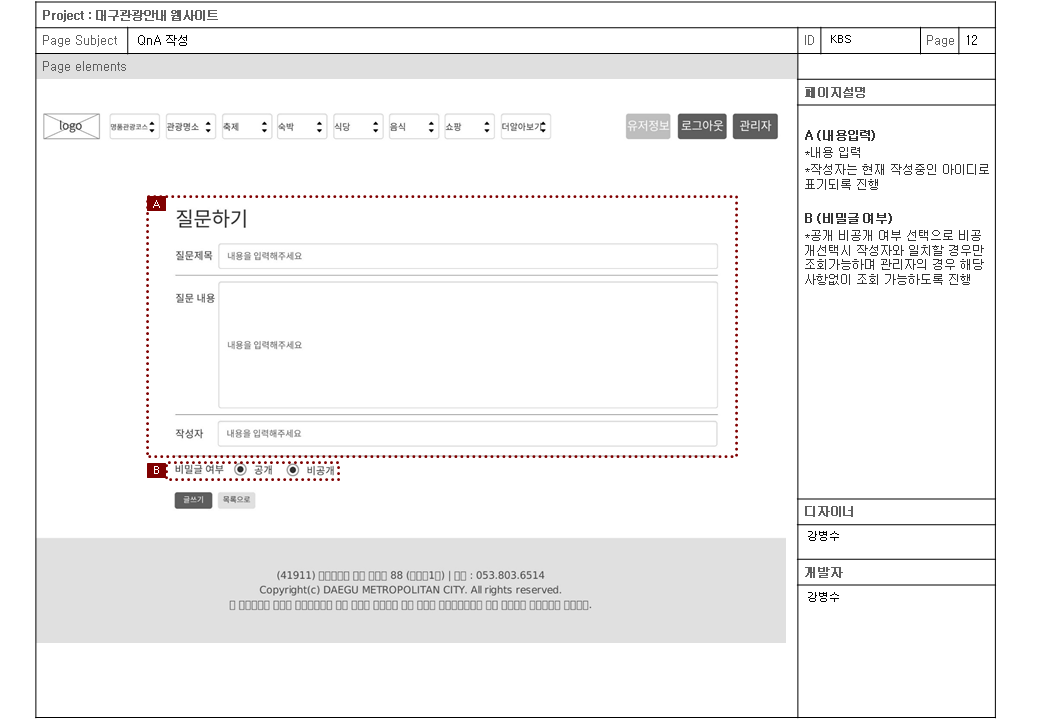 Project : 대구관광안내 웹사이트
Page Subject QnA 작성 ID KBS Page 12
Page elements
페이지설명
logo 명품관광코스 관광명소 축제 숙박 식당 음식 쇼핑 더알아보기 유저정보 로그아웃 관리자
A (내용입력)
*내용 입력
*작성자는 현재 작성중인 아이디로
표기되록 진행
B (비밀글 여부)
*공개 비공개 여부 선택으로 비공
개선택시 작성자와 일치할 경우만
조회가능하며 관리자의 경우 해당
사항없이 조회 가능하도록 진행
A
질문하기
질문제목 내용을 입력해주세요
질문 내용
내용을 입력해주세요
작성자 내용을 입력해주세요
B 비밀글 여부 공개 비공개
글쓰기 목록으로
디자이너
강병수
개발자
강병수
(41911) 88 ( 1 ) | : 053.803.6514
Copyright(c) DAEGU METROPOLITAN CITY. All rights reserved.